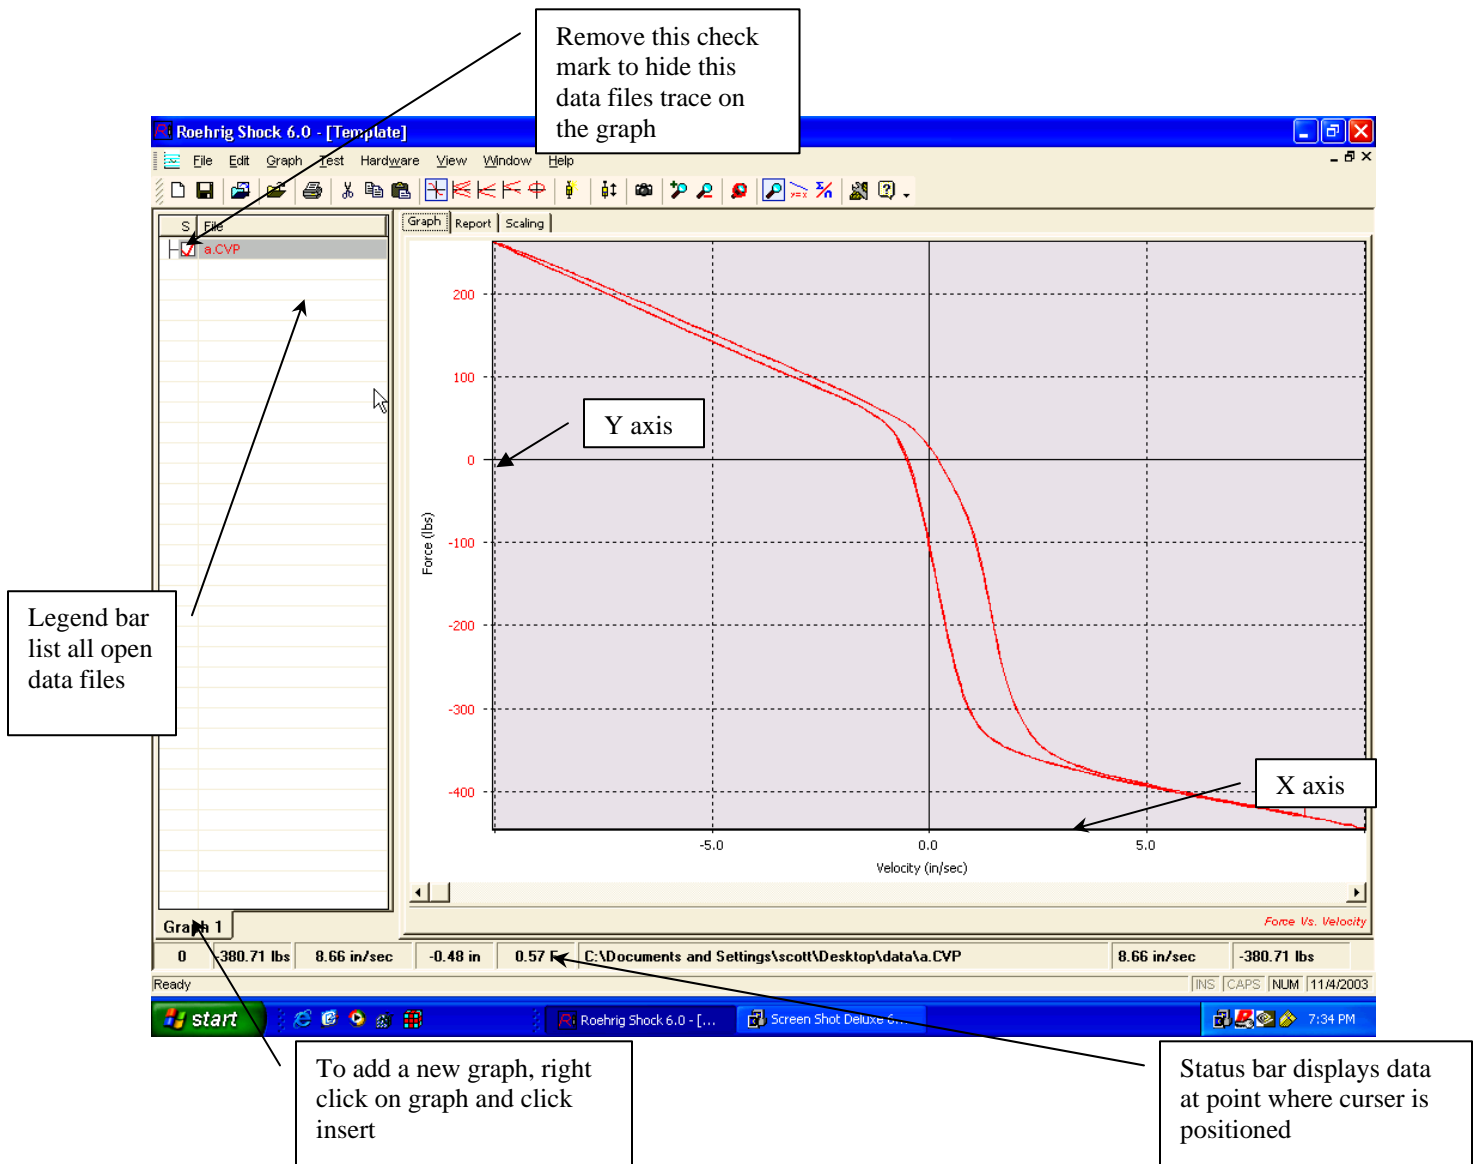 Remove this check
mark to hide this
data files trace on
the graph
Roehrig Shock 6.0 - [Template]
File Edit Graph Test Hardware View Window Help
S File
a.CVP
Graph Report Scaling
200
100
0
-100
-200
-300
-400
Force (lbs)
Y axis
X axis
-5.0 0.0 5.0
Velocity (in/sec)
Force Vs. Velocity
Legend bar
list all open
data files
Graph 1
0 -380.71 lbs 8.66 in/sec -0.48 in 0.57 C:\Documents and Settings\scott\Desktop\data\a.CVP 8.66 in/sec -380.71 lbs
Ready INS CAPS NUM 11/4/2003
start Roehrig Shock 6.0 - [... Screen Shot Deluxe 6... 7:34 PM
To add a new graph, right
click on graph and click
insert
Status bar displays data
at point where curser is
positioned